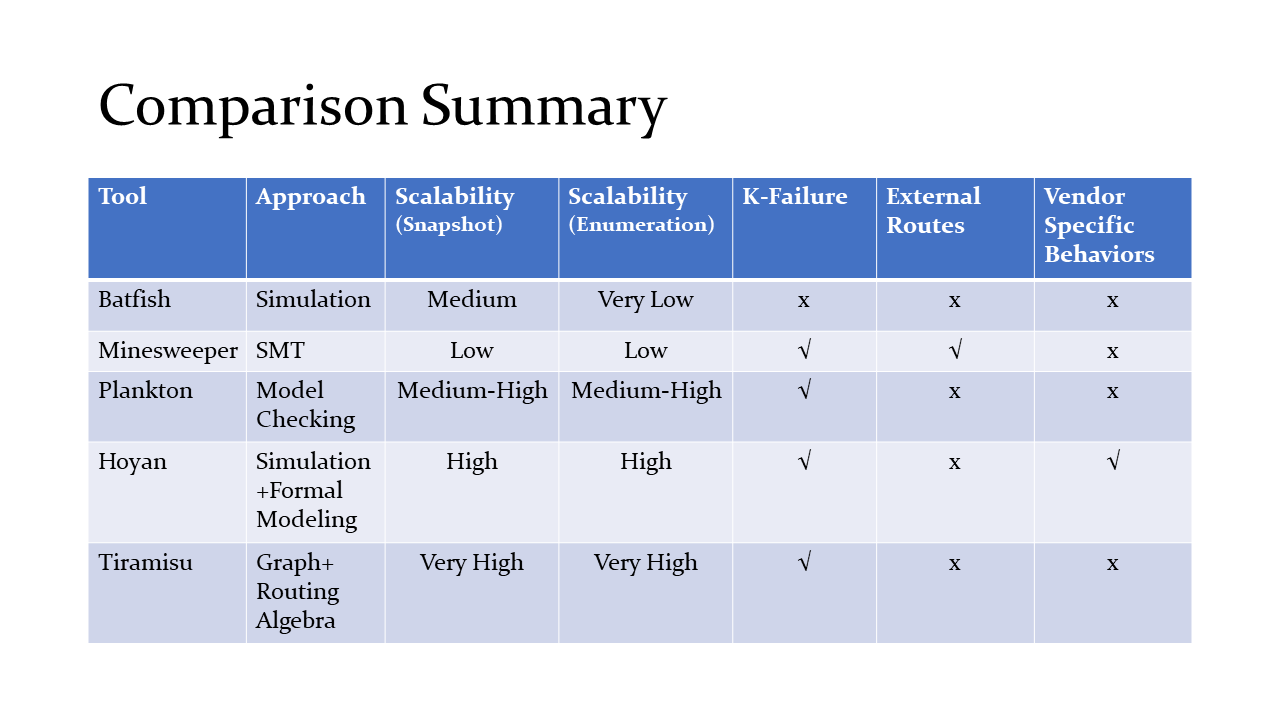 Comparison Summary
Tool Approach Scalability Scalability K-Failure External Vendor
(Snapshot) (Enumeration) Routes Specific
Behaviors
Batfish Simulation Medium Very Low x x x
Minesweeper SMT Low Low √ √ x
Plankton Model Medium-High Medium-High √ x x
Checking
Hoyan Simulation High High √ x √
+Formal
Modeling
Tiramisu Graph+ Very High Very High √ x x
Routing
Algebra